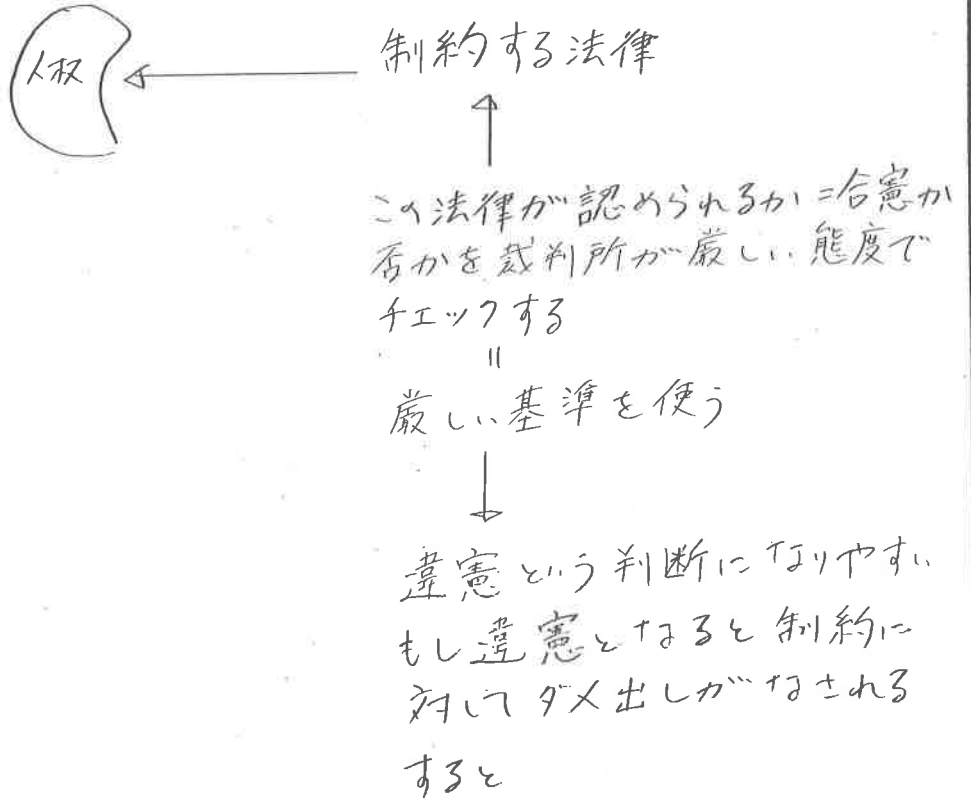 人权
制約する法律
この法律が認められるか=合憲か
否かを裁判所が厳しい態度で
チェックする
〃
厳しい基準を使う
違憲という判断になりやすい
もし違憲となると制約に
対してダメ出しがなされる
すると